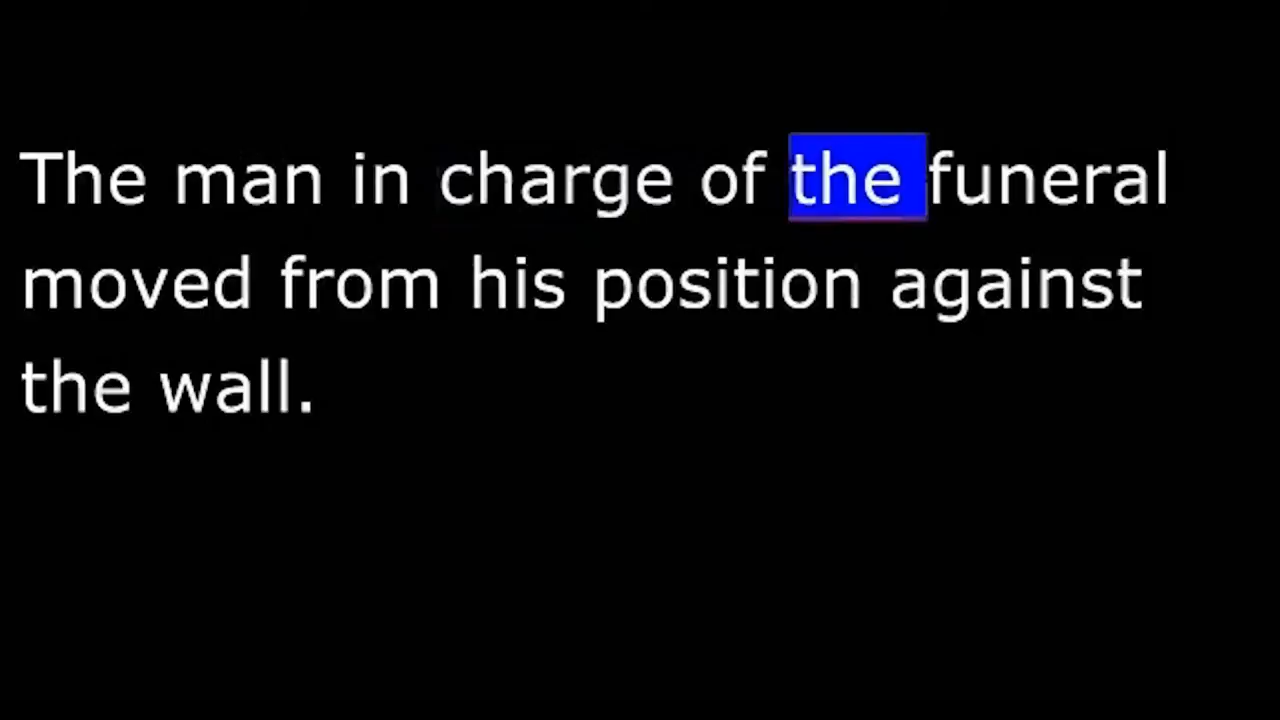 The man in charge of the funeral
moved from his position against
the wall.